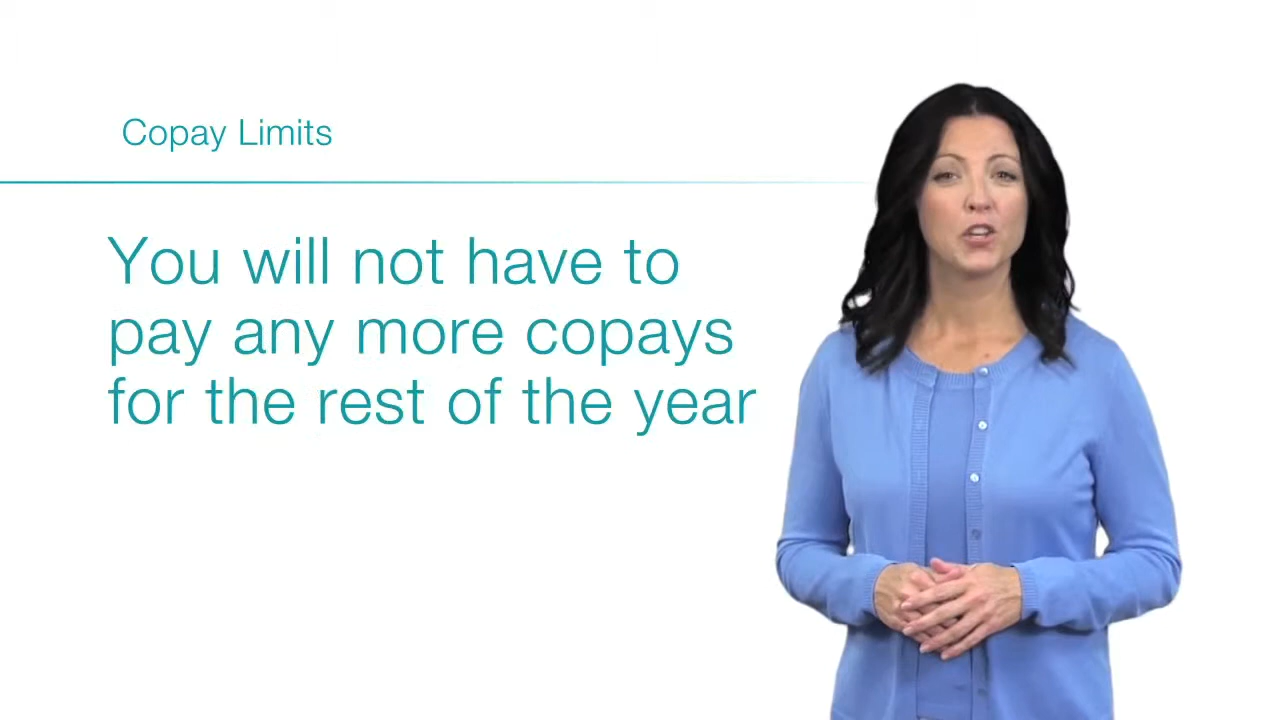 Copay Limits
You will not have to
pay any more copays
for the rest of the year